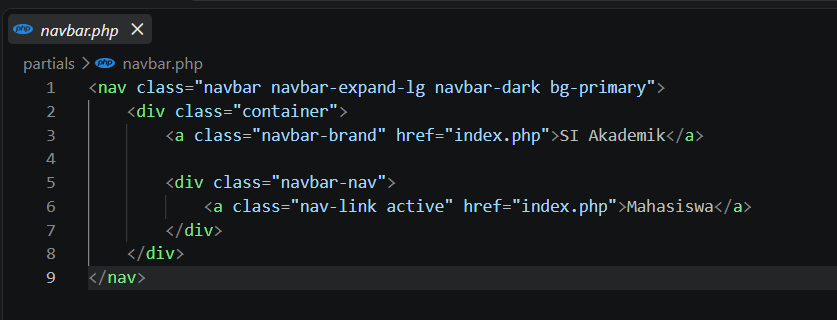 php navbar.php
partials > php navbar.php
1 <nav class="navbar navbar-expand-lg navbar-dark bg-primary">
2     <div class="container">
3         <a class="navbar-brand" href="index.php">SI Akademik</a>
4
5         <div class="navbar-nav">
6             <a class="nav-link active" href="index.php">Mahasiswa</a>
7         </div>
8     </div>
9 </nav>